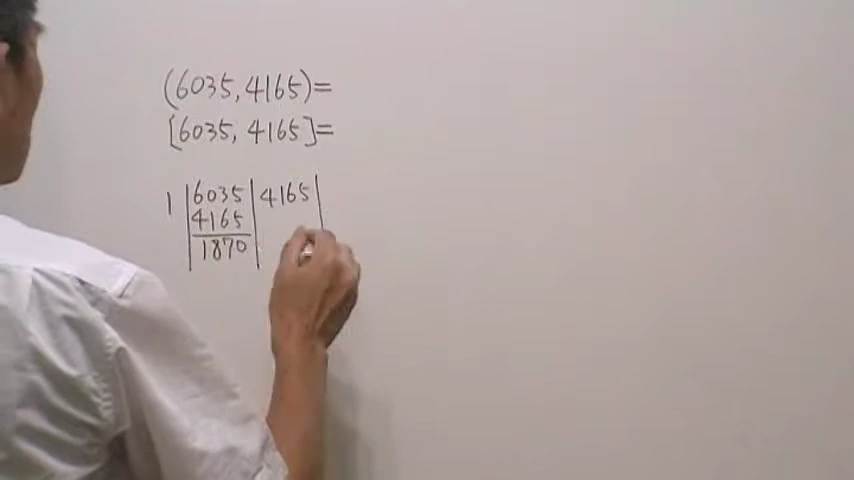 (6035,4165)=
[6035, 4165]=
1 | 6035 | 4165 |
4165
1870